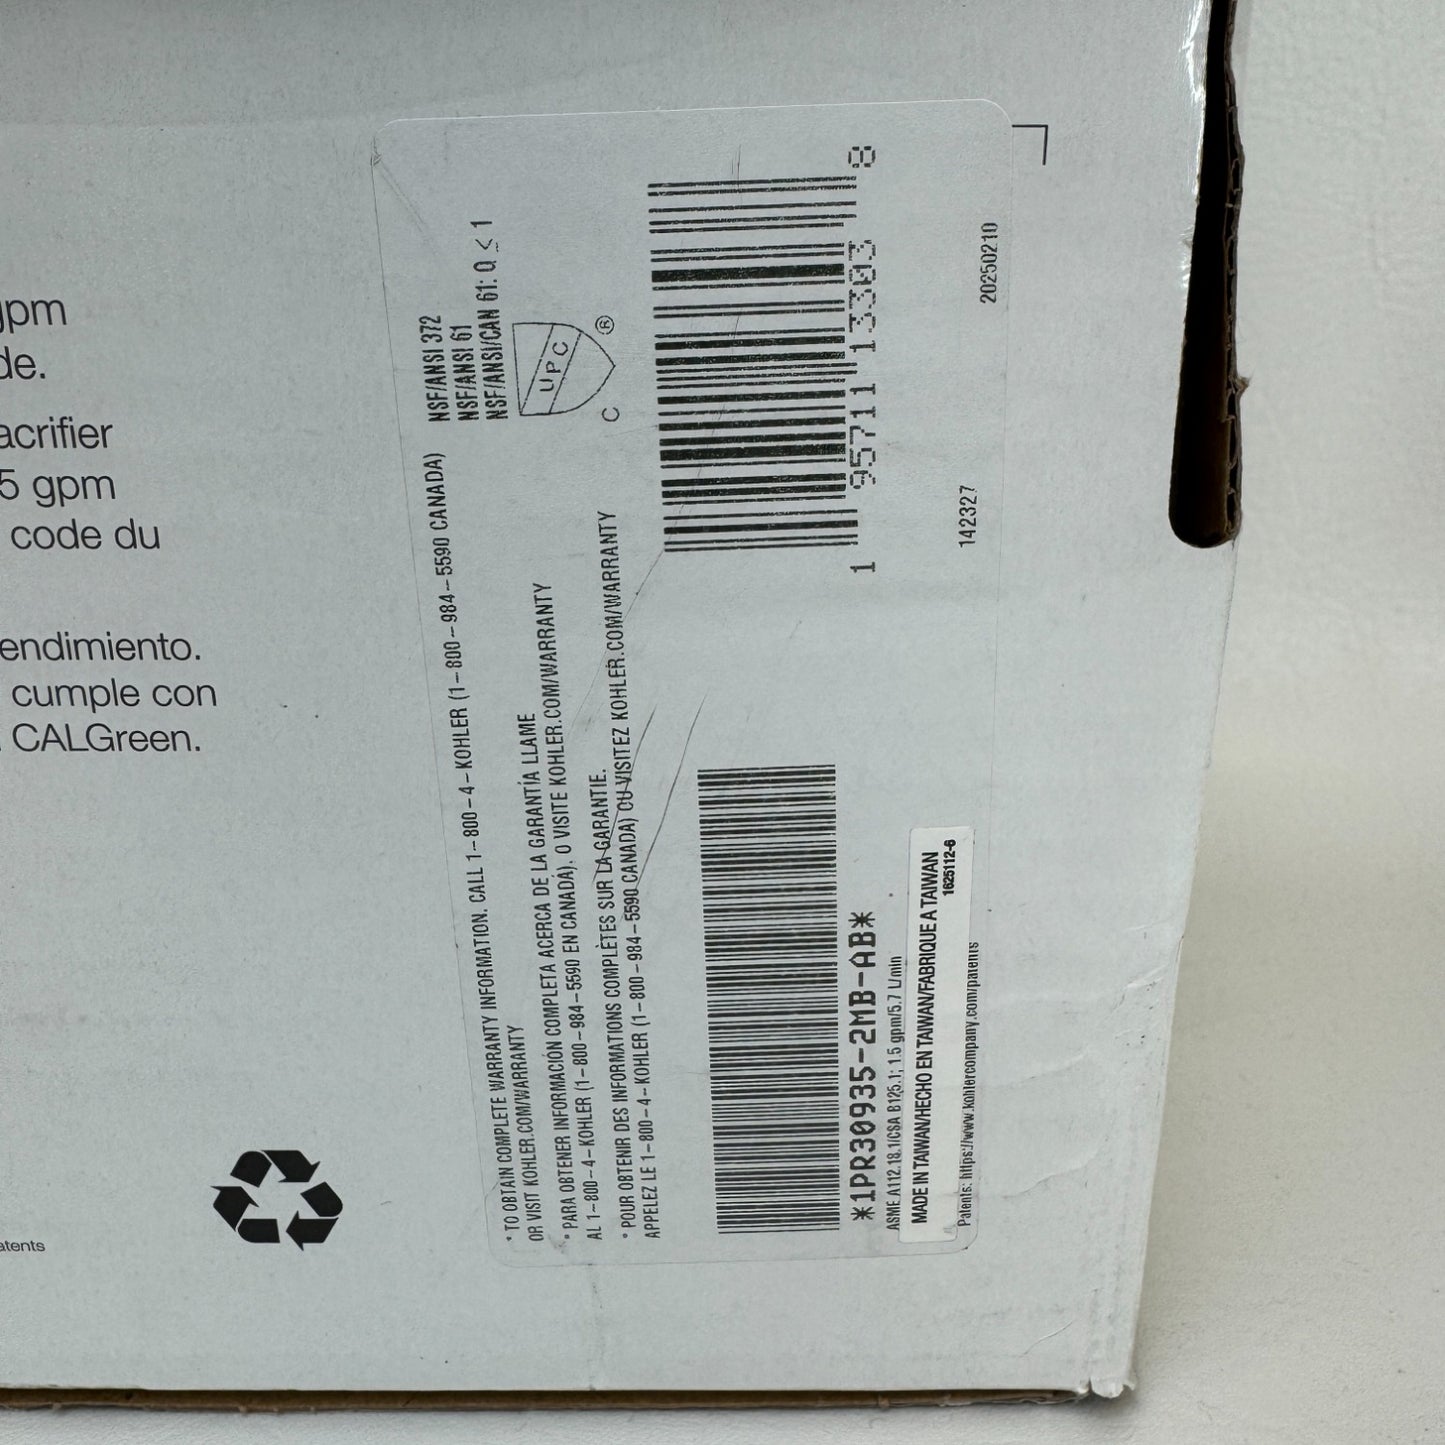 gpm
de.
acrifier
5 gpm
code du
endimiento.
cumple con
. CALGreen.
atents
* TO OBTAIN COMPLETE WARRANTY INFORMATION. CALL 1-800-4-KOHLER (1-800-984-5590 CANADA)
OR VISIT KOHLER.COM/WARRANTY
* PARA OBTENER INFORMACIÓN COMPLETA ACERCA DE LA GARANTÍA LLAME
AL 1-800-4-KOHLER (1-800-984-5590 EN CANADÁ). O VISITE KOHLER.COM/WARRANTY
* POUR OBTENIR DES INFORMATIONS COMPLÈTES SUR LA GARANTIE.
APPELEZ LE 1-800-4-KOHLER (1-800-984-5590 CANADA) OU VISITEZ KOHLER.COM/WARRANTY
NSF/ANSI 372
NSF/ANSI 61
NSF/ANSI/CAN 61: Q ≤ 1
UPC
C ®
1 95711 13303 8
142327 20250210
*1PR30935-2MB-AB*
ASME A112.18.1/CSA B125.1; 1.5 gpm/5.7 L/min
MADE IN TAIWAN/HECHO EN TAIWAN/FABRIQUE A TAIWAN
1625112-6
Patents: https://www.kohlercompany.com/patents